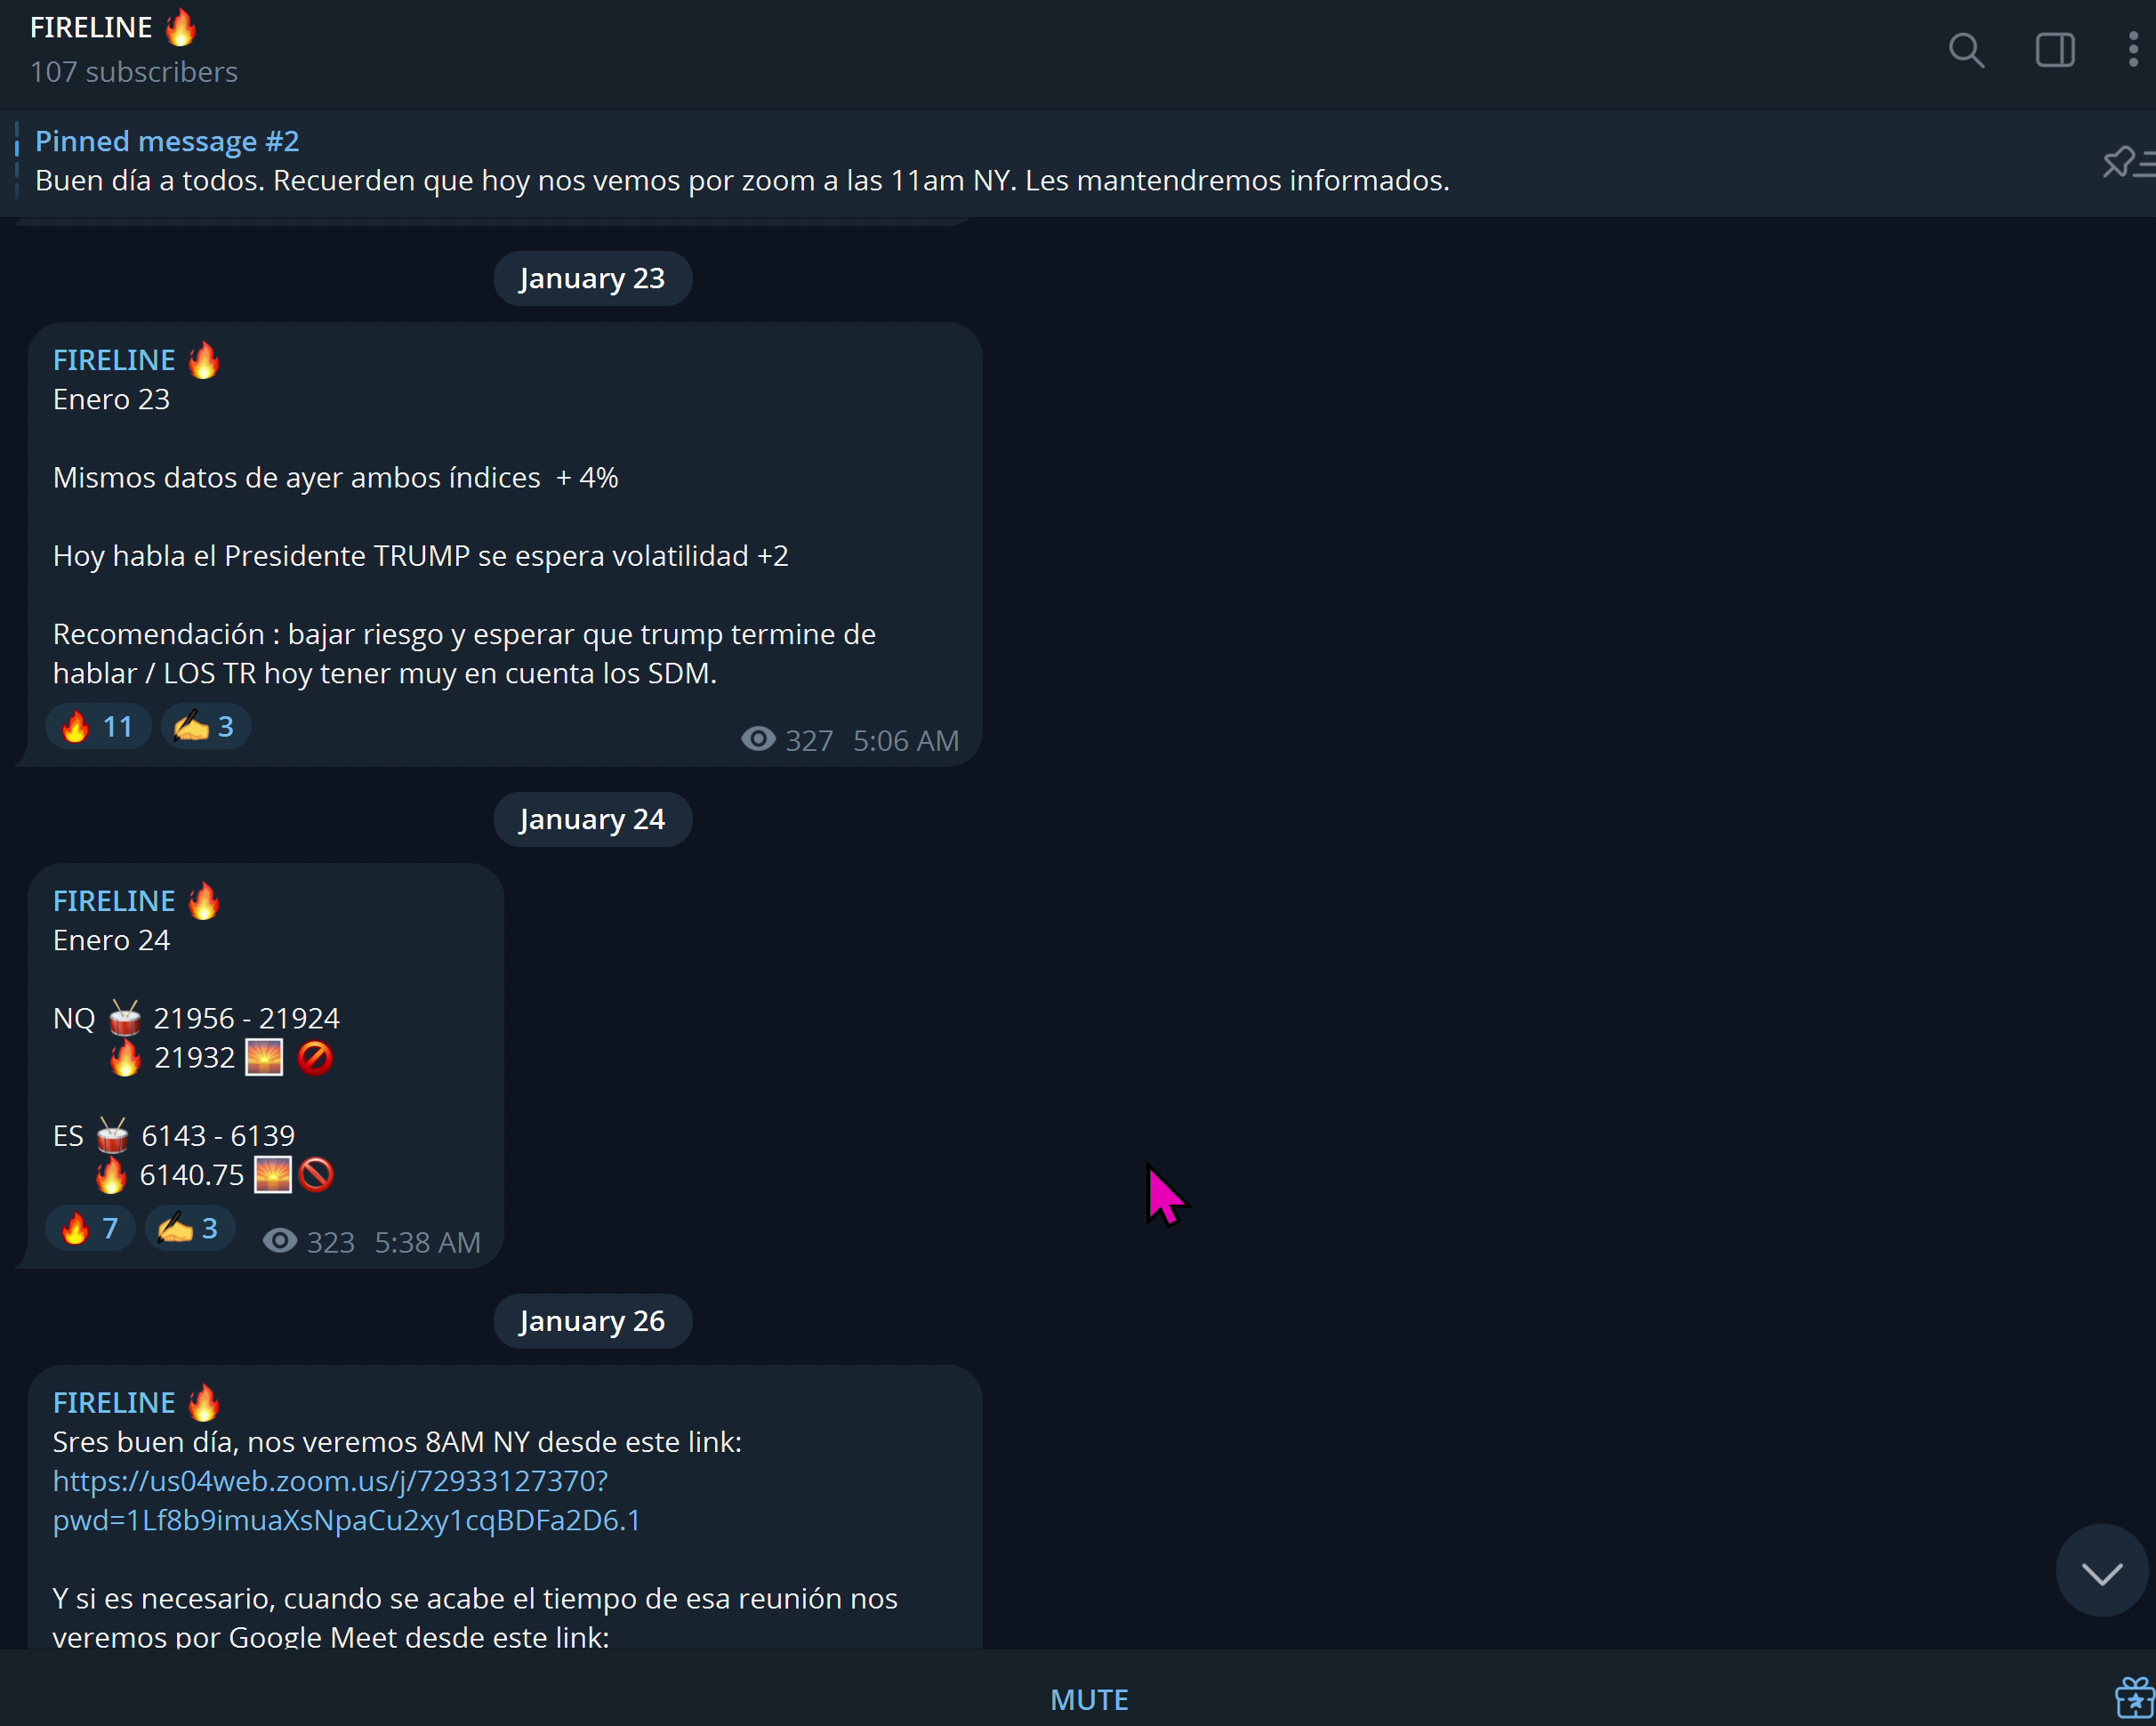 FIRELINE 🔥
107 subscribers
Pinned message #2
Buen día a todos. Recuerden que hoy nos vemos por zoom a las 11am NY. Les mantendremos informados.
January 23
FIRELINE 🔥
Enero 23
Mismos datos de ayer ambos índices + 4%
Hoy habla el Presidente TRUMP se espera volatilidad +2
Recomendación : bajar riesgo y esperar que trump termine de
hablar / LOS TR hoy tener muy en cuenta los SDM.
🔥 11 ✍️ 3 327 5:06 AM
January 24
FIRELINE 🔥
Enero 24
NQ 🥁 21956 - 21924
🔥 21932 🌅 🚫
ES 🥁 6143 - 6139
🔥 6140.75 🌅🚫
🔥 7 ✍️ 3 323 5:38 AM
January 26
FIRELINE 🔥
Sres buen día, nos veremos 8AM NY desde este link:
https://us04web.zoom.us/j/72933127370?
pwd=1Lf8b9imuaXsNpaCu2xy1cqBDFa2D6.1
Y si es necesario, cuando se acabe el tiempo de esa reunión nos
veremos por Google Meet desde este link:
MUTE